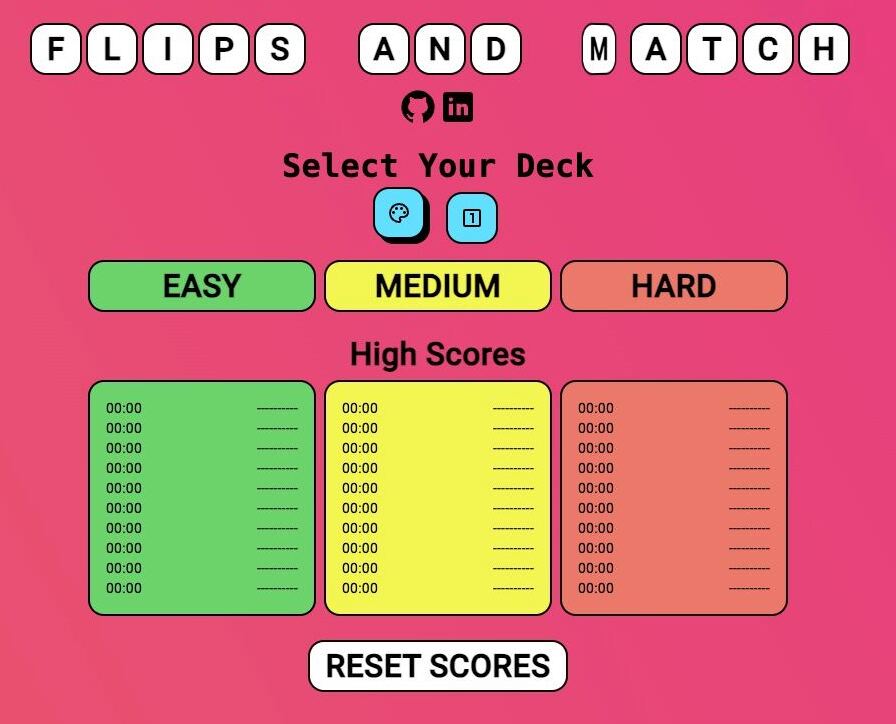 FLIPS AND MATCH
in
Select Your Deck
1
EASY MEDIUM HARD
High Scores
00:00 --------- 00:00 --------- 00:00 ---------
00:00 --------- 00:00 --------- 00:00 ---------
00:00 --------- 00:00 --------- 00:00 ---------
00:00 --------- 00:00 --------- 00:00 ---------
00:00 --------- 00:00 --------- 00:00 ---------
00:00 --------- 00:00 --------- 00:00 ---------
00:00 --------- 00:00 --------- 00:00 ---------
00:00 --------- 00:00 --------- 00:00 ---------
00:00 --------- 00:00 --------- 00:00 ---------
00:00 --------- 00:00 --------- 00:00 ---------
RESET SCORES